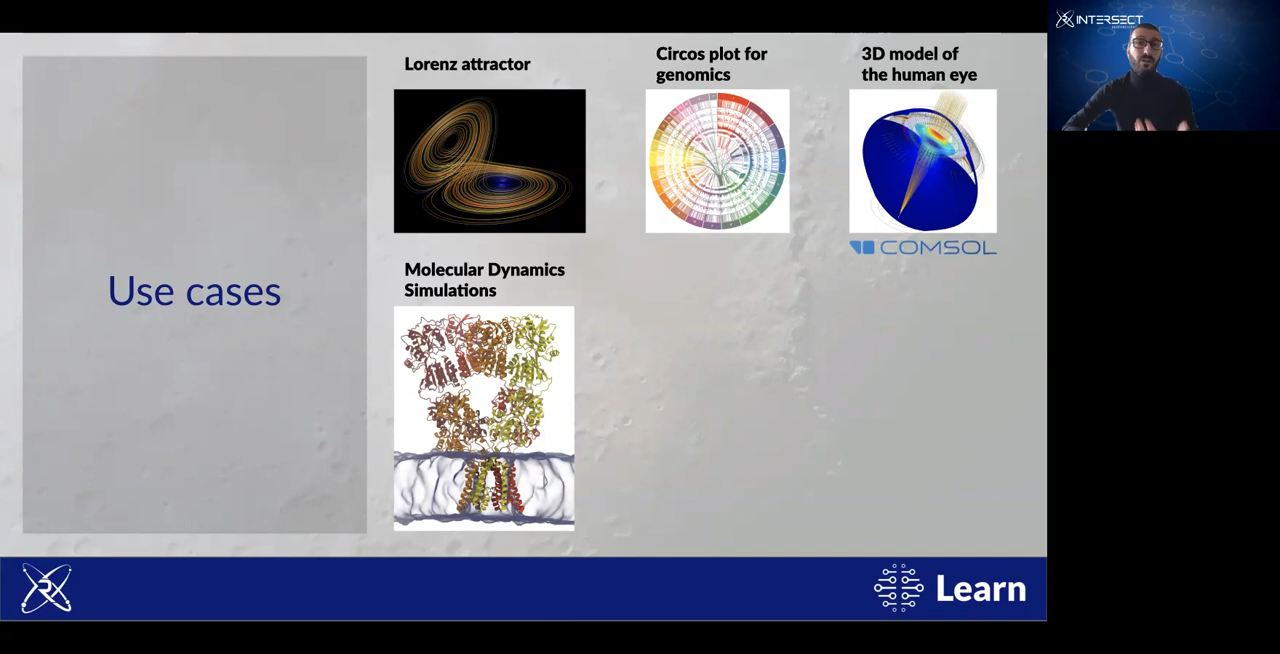 Use cases
Lorenz attractor
Circos plot for
genomics
3D model of
the human eye
COMSOL
Molecular Dynamics
Simulations
Learn
INTERSECT